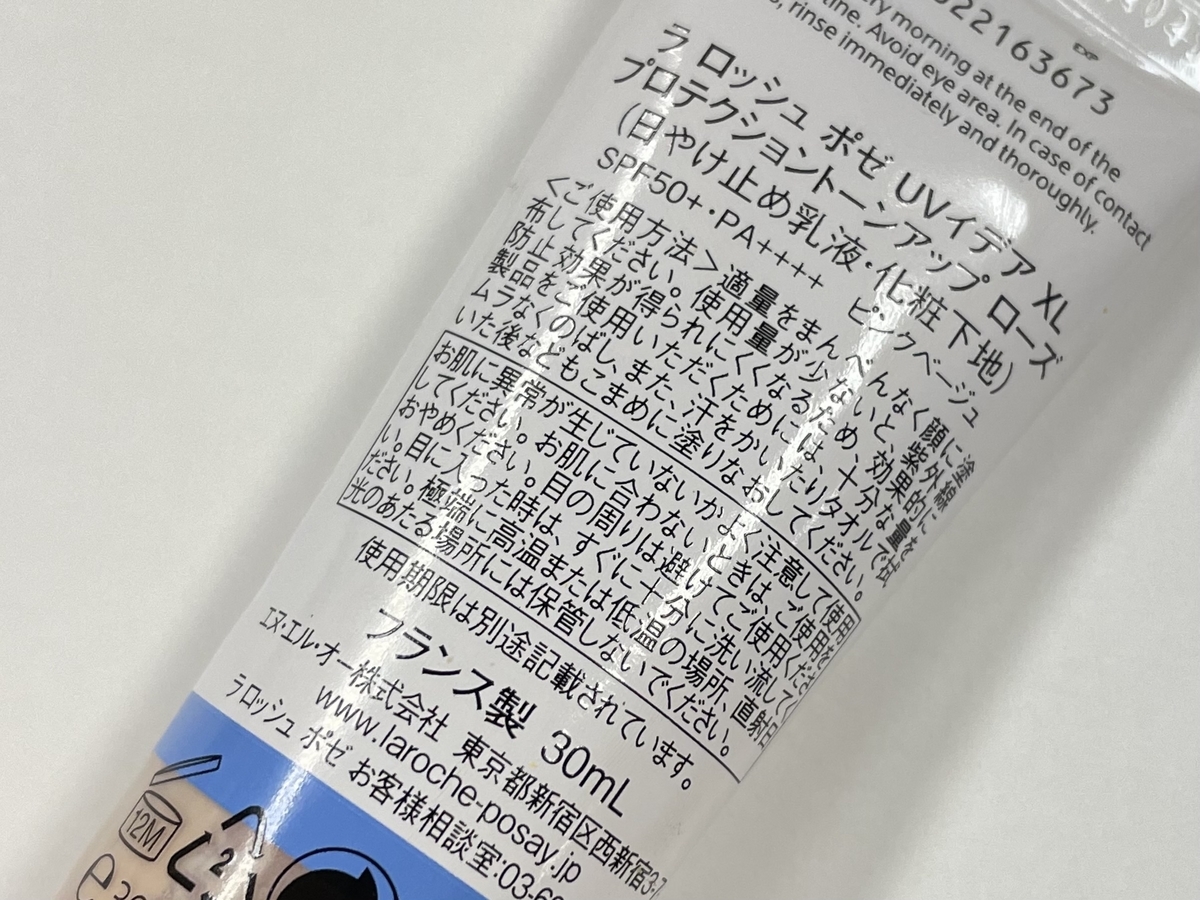 22163673
EXP
ry morning at the end of the
tine. Avoid eye area. In case of contact
rinse immediately and thoroughly.
ラ ロッシュ ポゼ UVイデア XL
プロテクショントーンアップ ローズ
(日やけ止め乳液・化粧下地)
SPF50+・PA++++ ピンクベージュ
<ご使用方法>適量をまんべんなく顔に塗
布してください。使用量が少ないと、紫外線
防止効果が得られにくくなるため、効果的に
製品をご使用いただくためには、十分な量を
ムラなくのばし、また、汗をかいたりタオルで拭
いた後などもこまめに塗りなおしてください。
お肌に異常が生じていないかよく注意して使用
してください。お肌に合わないときは、ご使用を
おやめください。目の周りは避けてご使用くださ
い。目に入った時は、すぐに十分に洗い流してく
ださい。極端に高温または低温の場所、直射日
光のあたる場所には保管しないでください。
使用期限は別途記載されています。
フランス製 30mL
エヌ・エル・オー株式会社 東京都新宿区西新宿3-7
www.laroche-posay.jp
ラ ロッシュ ポゼ お客様相談室:03-6
12M
2
e